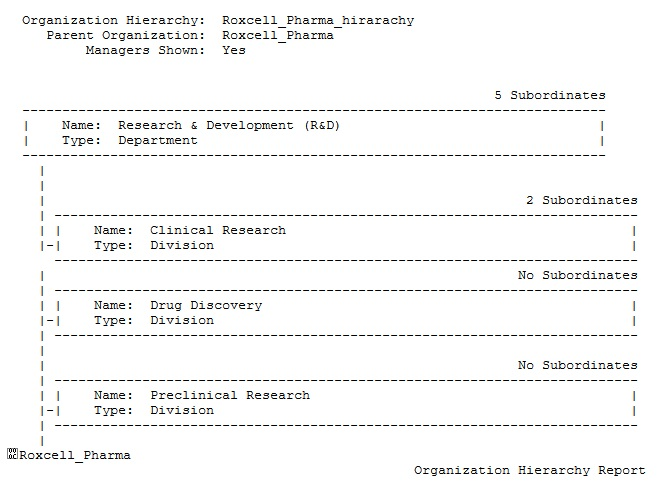 Organization Hierarchy: Roxcell_Pharma_hirarachy
Parent Organization: Roxcell_Pharma
Managers Shown: Yes
5 Subordinates
Name: Research & Development (R&D)
Type: Department
2 Subordinates
Name: Clinical Research
Type: Division
No Subordinates
Name: Drug Discovery
Type: Division
No Subordinates
Name: Preclinical Research
Type: Division
Roxcell_Pharma
Organization Hierarchy Report